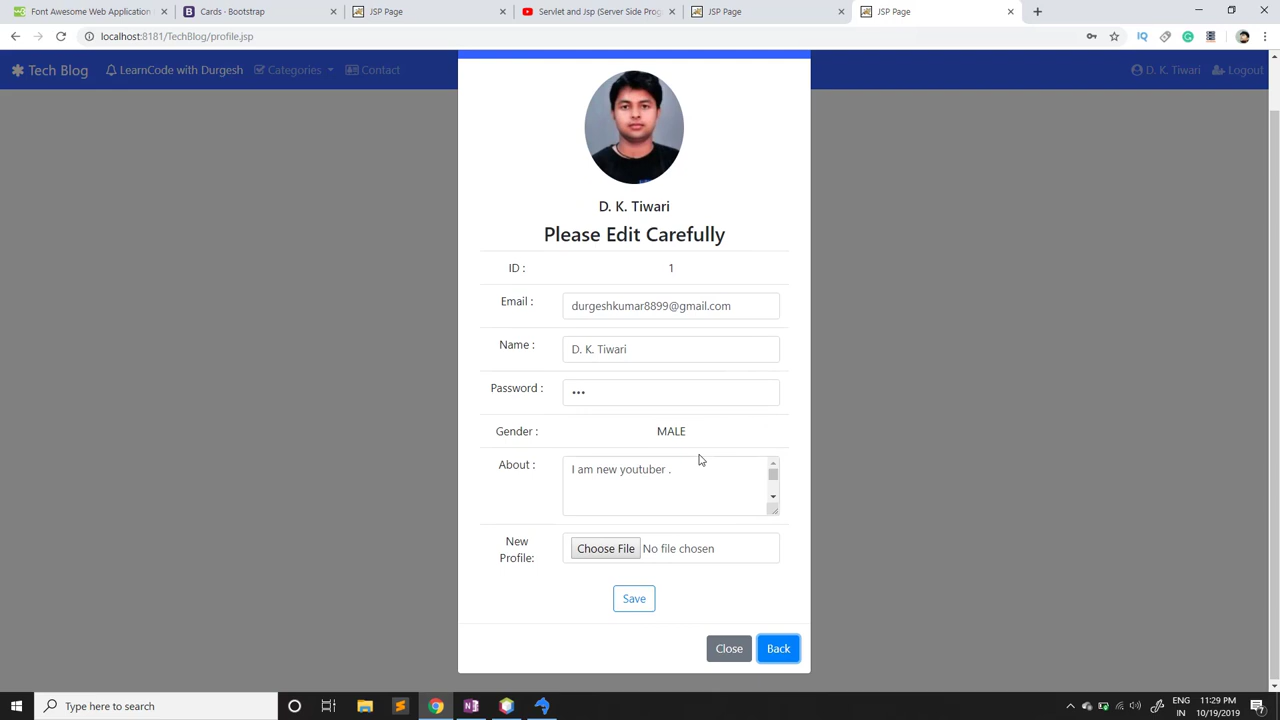 Font Awesome Web Application
Cards · Bootstrap
JSP Page
Servlet and Jsp (Server Side Prog
JSP Page
JSP Page
localhost:8181/TechBlog/profile.jsp
Tech Blog
LearnCode with Durgesh
Categories
Contact
D. K. Tiwari
Logout
D. K. Tiwari
Please Edit Carefully
ID :
1
Email :
durgeshkumar8899@gmail.com
Name :
D. K. Tiwari
Password :
•••
Gender :
MALE
About :
I am new youtuber .
New
Profile:
Choose File No file chosen
Save
Close
Back
Type here to search
ENG
IN
11:29 PM
10/19/2019